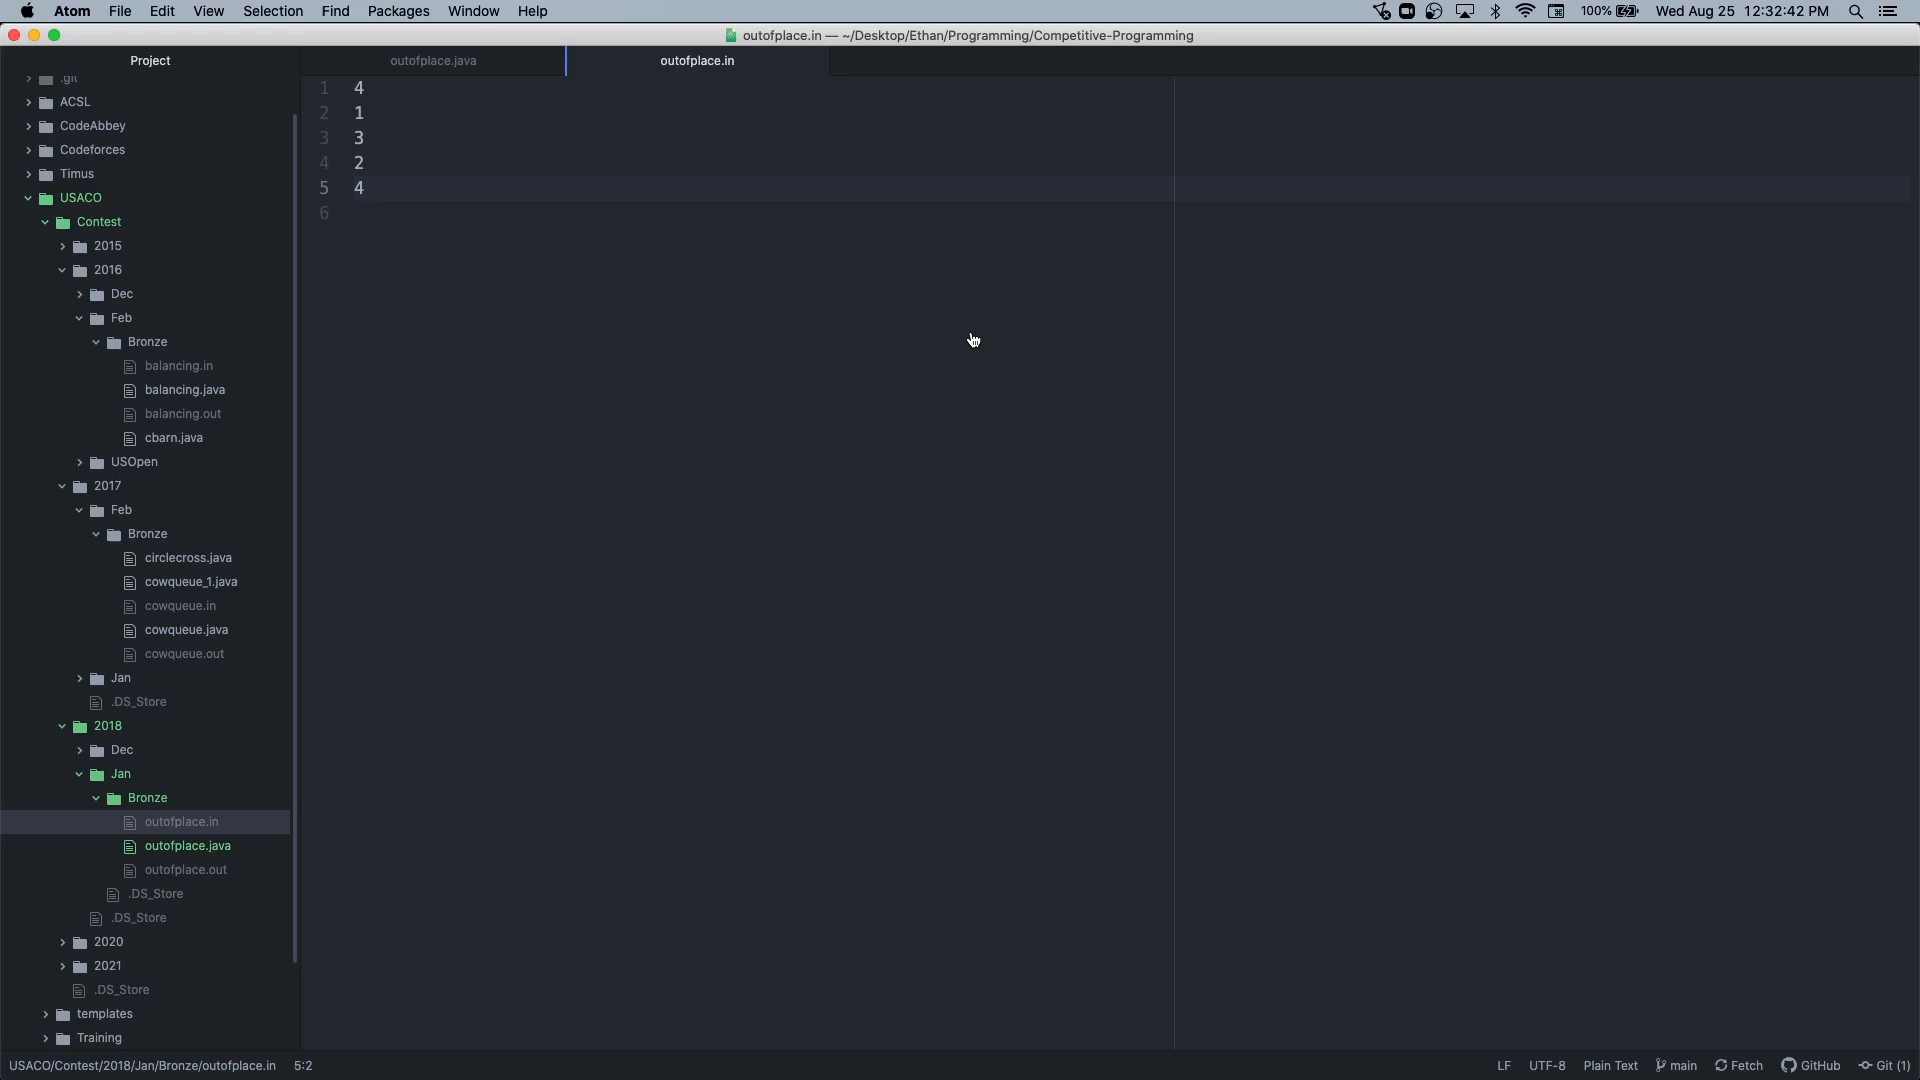 Atom File Edit View Selection Find Packages Window Help 100% Wed Aug 25 12:32:42 PM
outofplace.in — ~/Desktop/Ethan/Programming/Competitive-Programming
Project outofplace.java outofplace.in
.git
ACSL
CodeAbbey
Codeforces
Timus
USACO
Contest
2015
2016
Dec
Feb
Bronze
balancing.in
balancing.java
balancing.out
cbarn.java
USOpen
2017
Feb
Bronze
circlecross.java
cowqueue_1.java
cowqueue.in
cowqueue.java
cowqueue.out
Jan
.DS_Store
2018
Dec
Jan
Bronze
outofplace.in
outofplace.java
outofplace.out
.DS_Store
.DS_Store
2020
2021
.DS_Store
templates
Training
1 4
2 1
3 3
4 2
5 4
6
USACO/Contest/2018/Jan/Bronze/outofplace.in 5:2 LF UTF-8 Plain Text main Fetch GitHub Git (1)